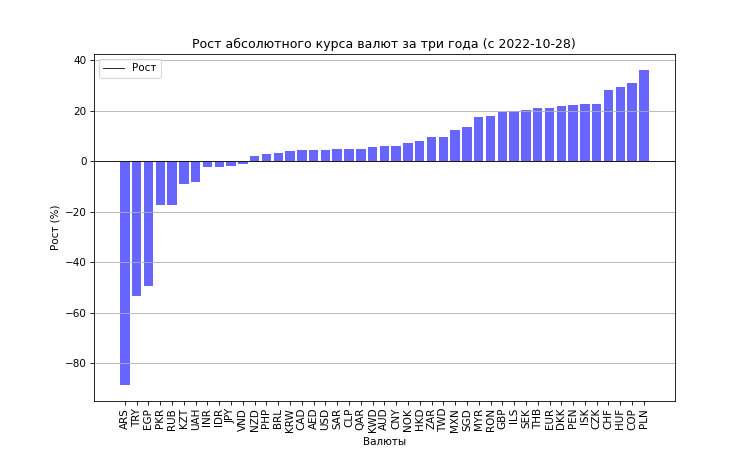 Рост абсолютного курса валют за три года (с 2022-10-28)
Рост
40
20
0
−20
−40
−60
−80
Рост (%)
ARS TRY EGP PKR RUB KZT UAH INR IDR JPY VND NZD PHP BRL KRW CAD AED USD SAR CLP QAR KWD AUD CNY NOK HKD ZAR TWD MXN SGD MYR RON GBP ILS SEK THB EUR DKK PEN ISK CZK CHF HUF COP PLN
Валюты